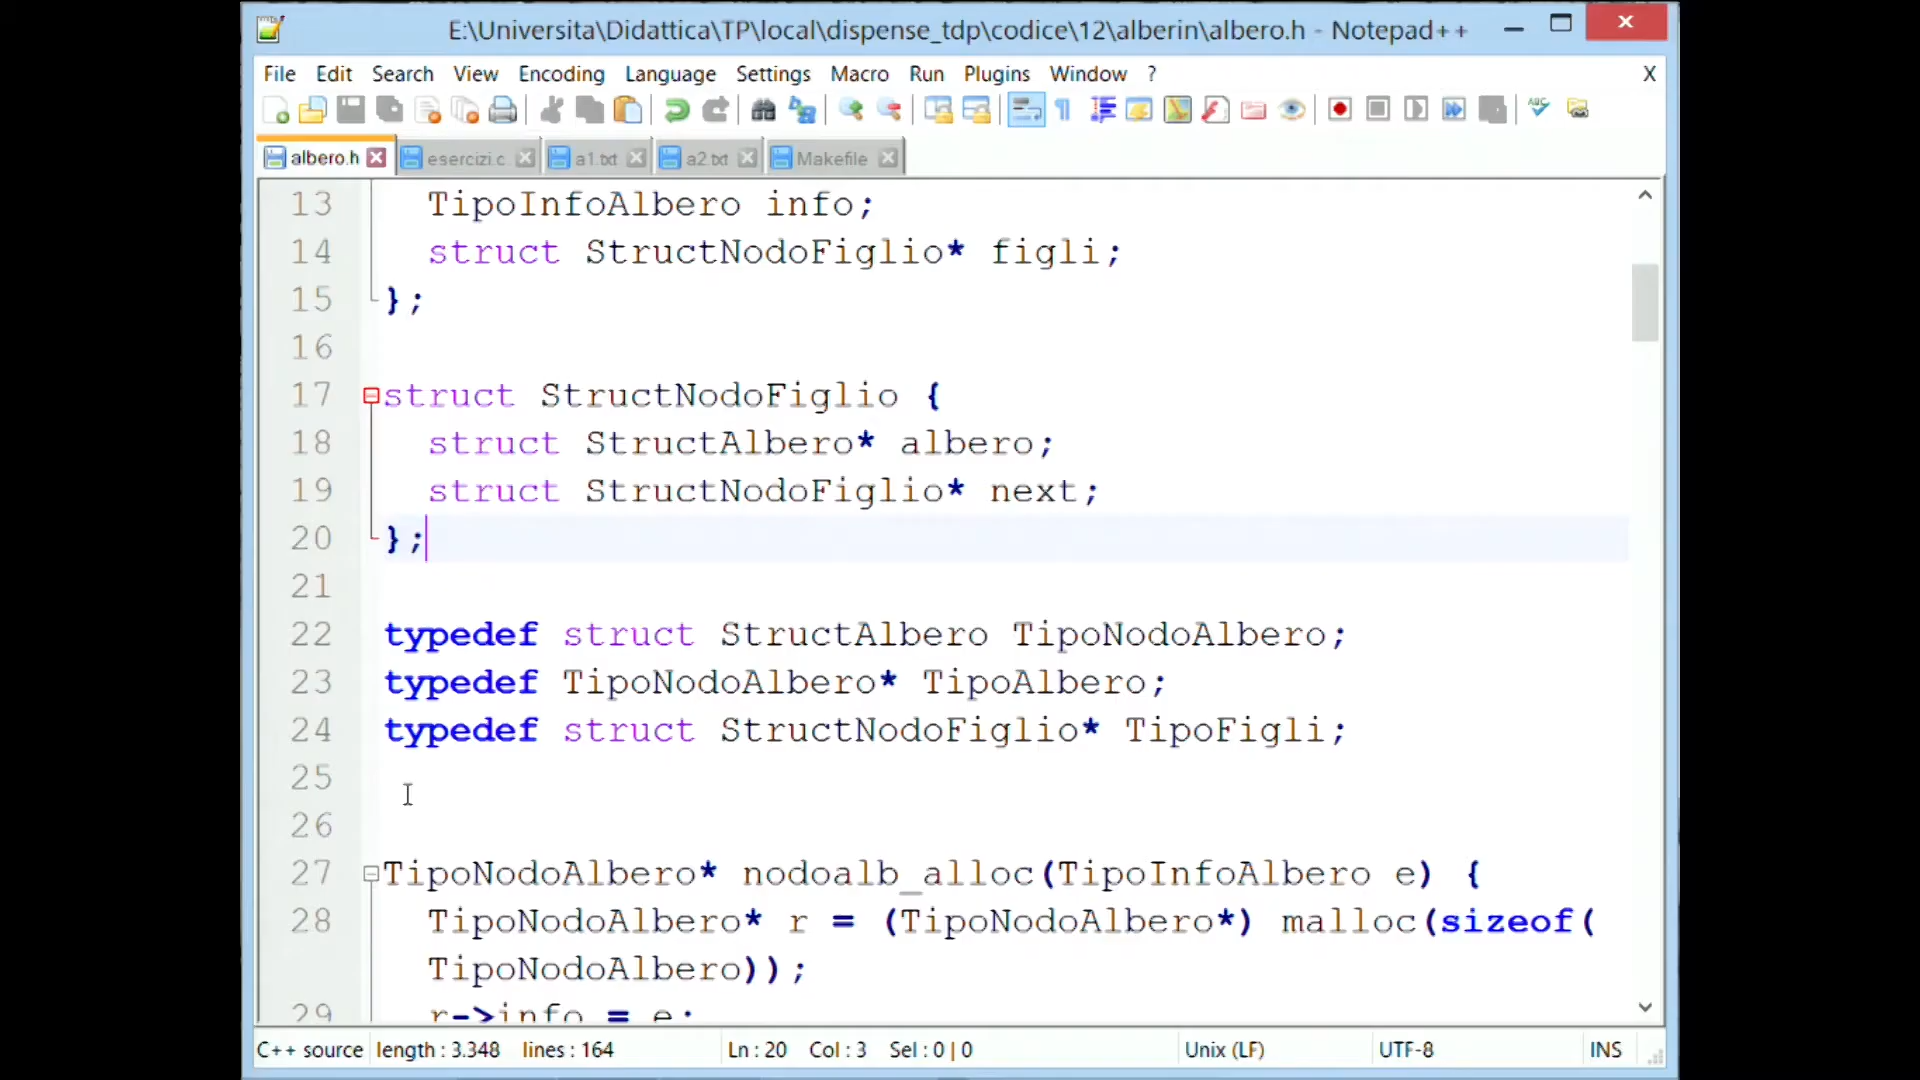 E:\Universita\Didattica\TP\local\dispense_tdp\codice\12\alberin\albero.h - Notepad++
File Edit Search View Encoding Language Settings Macro Run Plugins Window ? X
albero.h esercizi.c a1.txt a2.txt Makefile
13 TipoInfoAlbero info;
14 struct StructNodoFiglio* figli;
15 };
16
17 struct StructNodoFiglio {
18 struct StructAlbero* albero;
19 struct StructNodoFiglio* next;
20 };
21
22 typedef struct StructAlbero TipoNodoAlbero;
23 typedef TipoNodoAlbero* TipoAlbero;
24 typedef struct StructNodoFiglio* TipoFigli;
25
26
27 TipoNodoAlbero* nodoalb_alloc(TipoInfoAlbero e) {
28 TipoNodoAlbero* r = (TipoNodoAlbero*) malloc(sizeof(
TipoNodoAlbero));
29 r->info = e;
C++ source length : 3.348 lines : 164 Ln : 20 Col : 3 Sel : 0 | 0 Unix (LF) UTF-8 INS